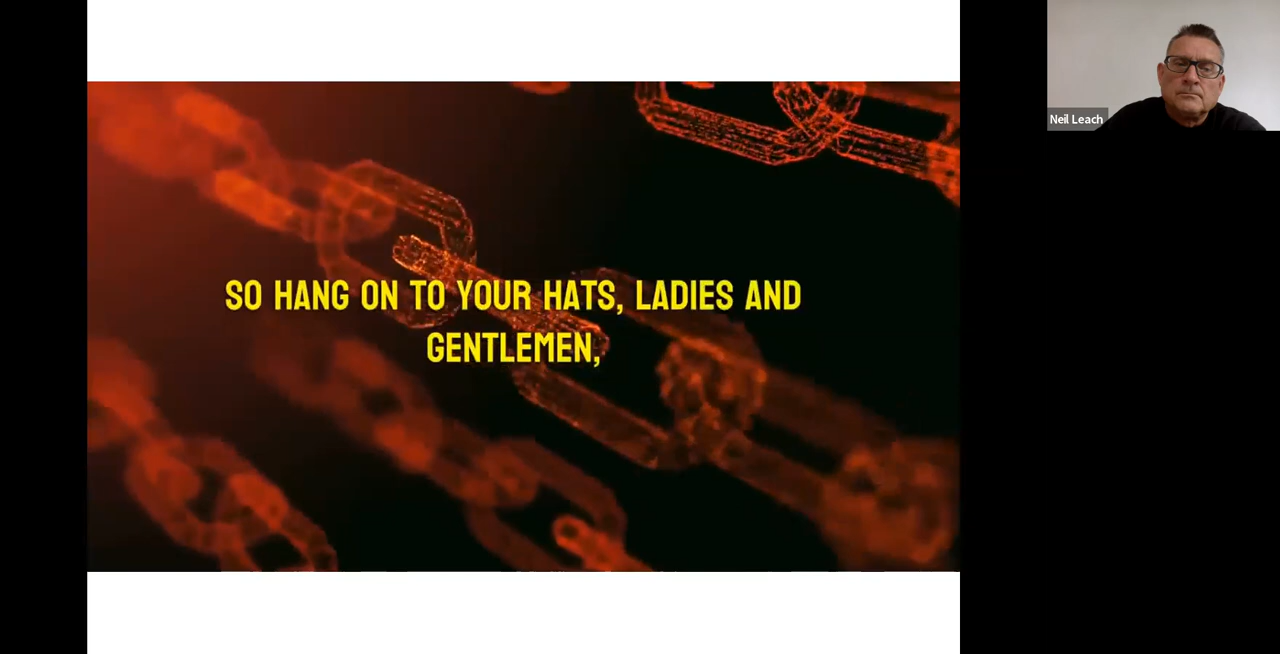 SO HANG ON TO YOUR HATS, LADIES AND
GENTLEMEN,
Neil Leach